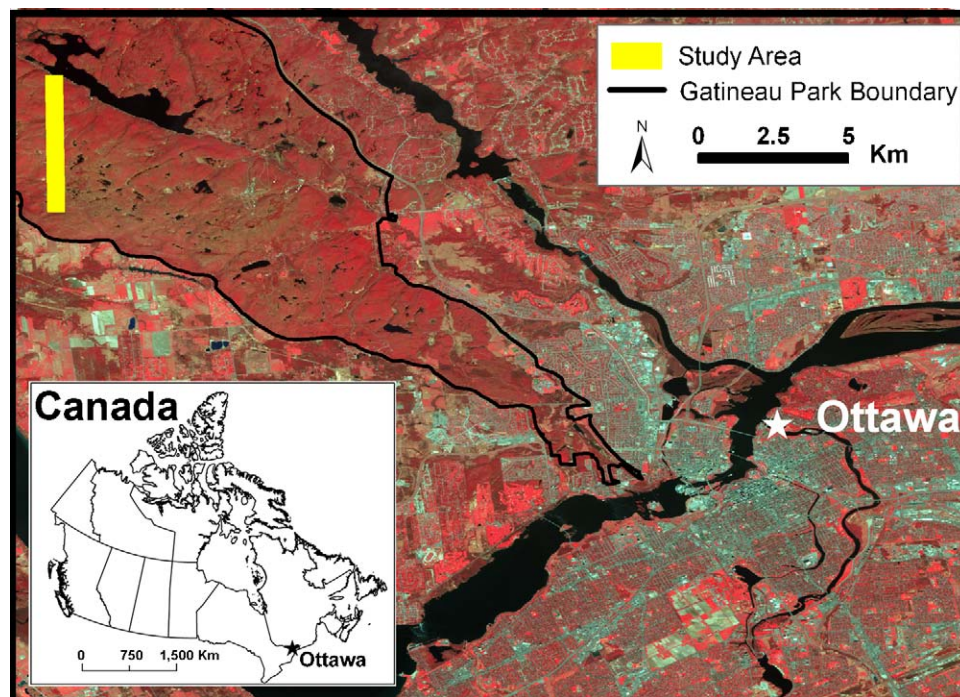 Study Area
Gatineau Park Boundary
N
0 2.5 5
Km
Ottawa
Canada
0 750 1,500 Km
Ottawa